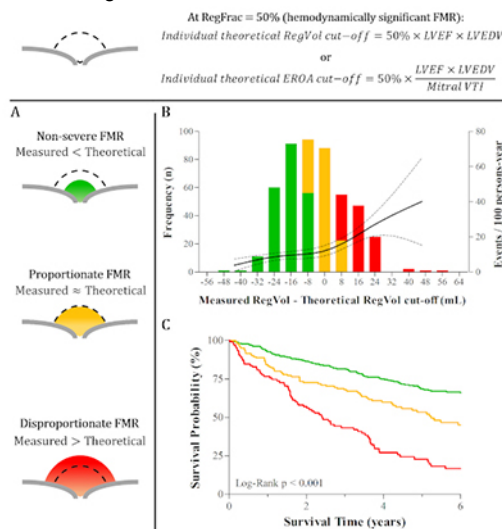 At RegFrac = 50% (hemodynamically significant FMR):
Individual theoretical RegVol cut−off = 50% × LVEF × LVEDV
or
Individual theoretical EROA cut−off = 50% × LVEF × LVEDV
Mitral VTI
A
Non-severe FMR
Measured < Theoretical
Proportionate FMR
Measured ≈ Theoretical
Disproportionate FMR
Measured > Theoretical
B
Frequency (n)
100
80
60
40
20
0
80
60
40
20
0
Events / 100 persons-year
-56 -48 -40 -32 -24 -16 -8 0 8 16 24 32 40 48 56 64
Measured RegVol - Theoretical RegVol cut-off (mL)
C
Survival Probability (%)
100
75
50
25
0
Log-Rank p < 0.001
0 2 4 6
Survival Time (years)